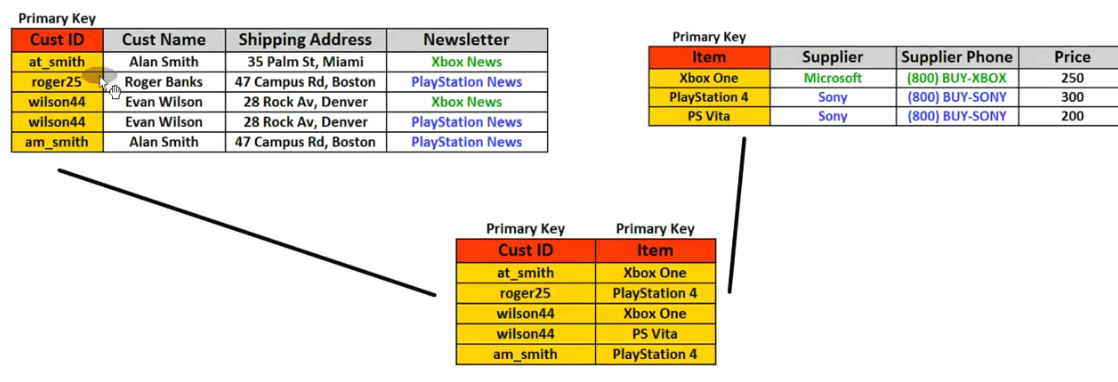 Primary Key
Cust ID Cust Name Shipping Address Newsletter
at_smith Alan Smith 35 Palm St, Miami Xbox News
roger25 Roger Banks 47 Campus Rd, Boston PlayStation News
wilson44 Evan Wilson 28 Rock Av, Denver Xbox News
wilson44 Evan Wilson 28 Rock Av, Denver PlayStation News
am_smith Alan Smith 47 Campus Rd, Boston PlayStation News
Primary Key
Item Supplier Supplier Phone Price
Xbox One Microsoft (800) BUY-XBOX 250
PlayStation 4 Sony (800) BUY-SONY 300
PS Vita Sony (800) BUY-SONY 200
Primary Key Primary Key
Cust ID Item
at_smith Xbox One
roger25 PlayStation 4
wilson44 Xbox One
wilson44 PS Vita
am_smith PlayStation 4